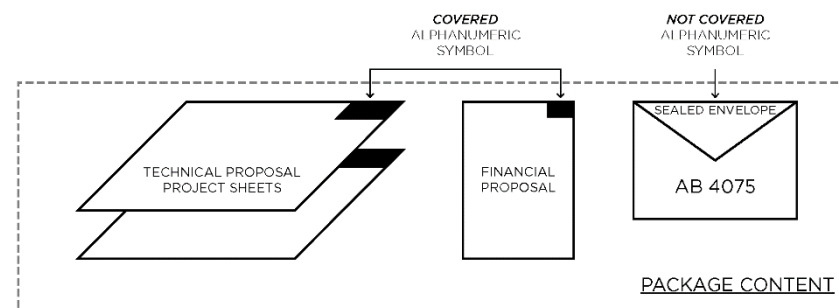 COVERED
ALPHANUMERIC
SYMBOL
NOT COVERED
ALPHANUMERIC
SYMBOL
TECHNICAL PROPOSAL
PROJECT SHEETS
FINANCIAL
PROPOSAL
SEALED ENVELOPE
AB 4075
PACKAGE CONTENT